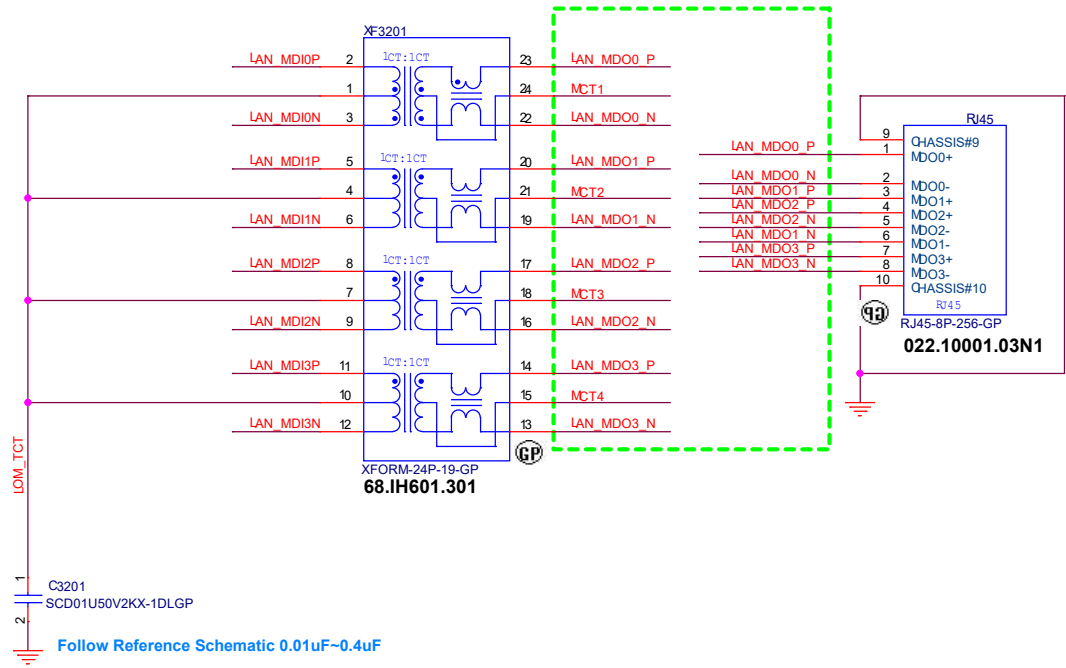 XF3201
1CT:1CT
LAN_MDI0P 2 23 LAN_MDO0_P
1 24 MCT1
LAN_MDI0N 3 22 LAN_MDO0_N
1CT:1CT
LAN_MDI1P 5 20 LAN_MDO1_P
4 21 MCT2
LAN_MDI1N 6 19 LAN_MDO1_N
1CT:1CT
LAN_MDI2P 8 17 LAN_MDO2_P
7 18 MCT3
LAN_MDI2N 9 16 LAN_MDO2_N
1CT:1CT
LAN_MDI3P 11 14 LAN_MDO3_P
10 15 MCT4
LAN_MDI3N 12 13 LAN_MDO3_N
GP
XFORM-24P-19-GP
68.IH601.301
RJ45
9 CHASSIS#9
LAN_MDO0_P 1 MDO0+
LAN_MDO0_N 2 MDO0-
LAN_MDO1_P 3 MDO1+
LAN_MDO2_P 4 MDO2+
LAN_MDO2_N 5 MDO2-
LAN_MDO1_N 6 MDO1-
LAN_MDO3_P 7 MDO3+
LAN_MDO3_N 8 MDO3-
10 CHASSIS#10
RJ45
GP
RJ45-8P-256-GP
022.10001.03N1
LOM_TCT
1
C3201
SCD01U50V2KX-1DLGP
2
Follow Reference Schematic 0.01uF~0.4uF